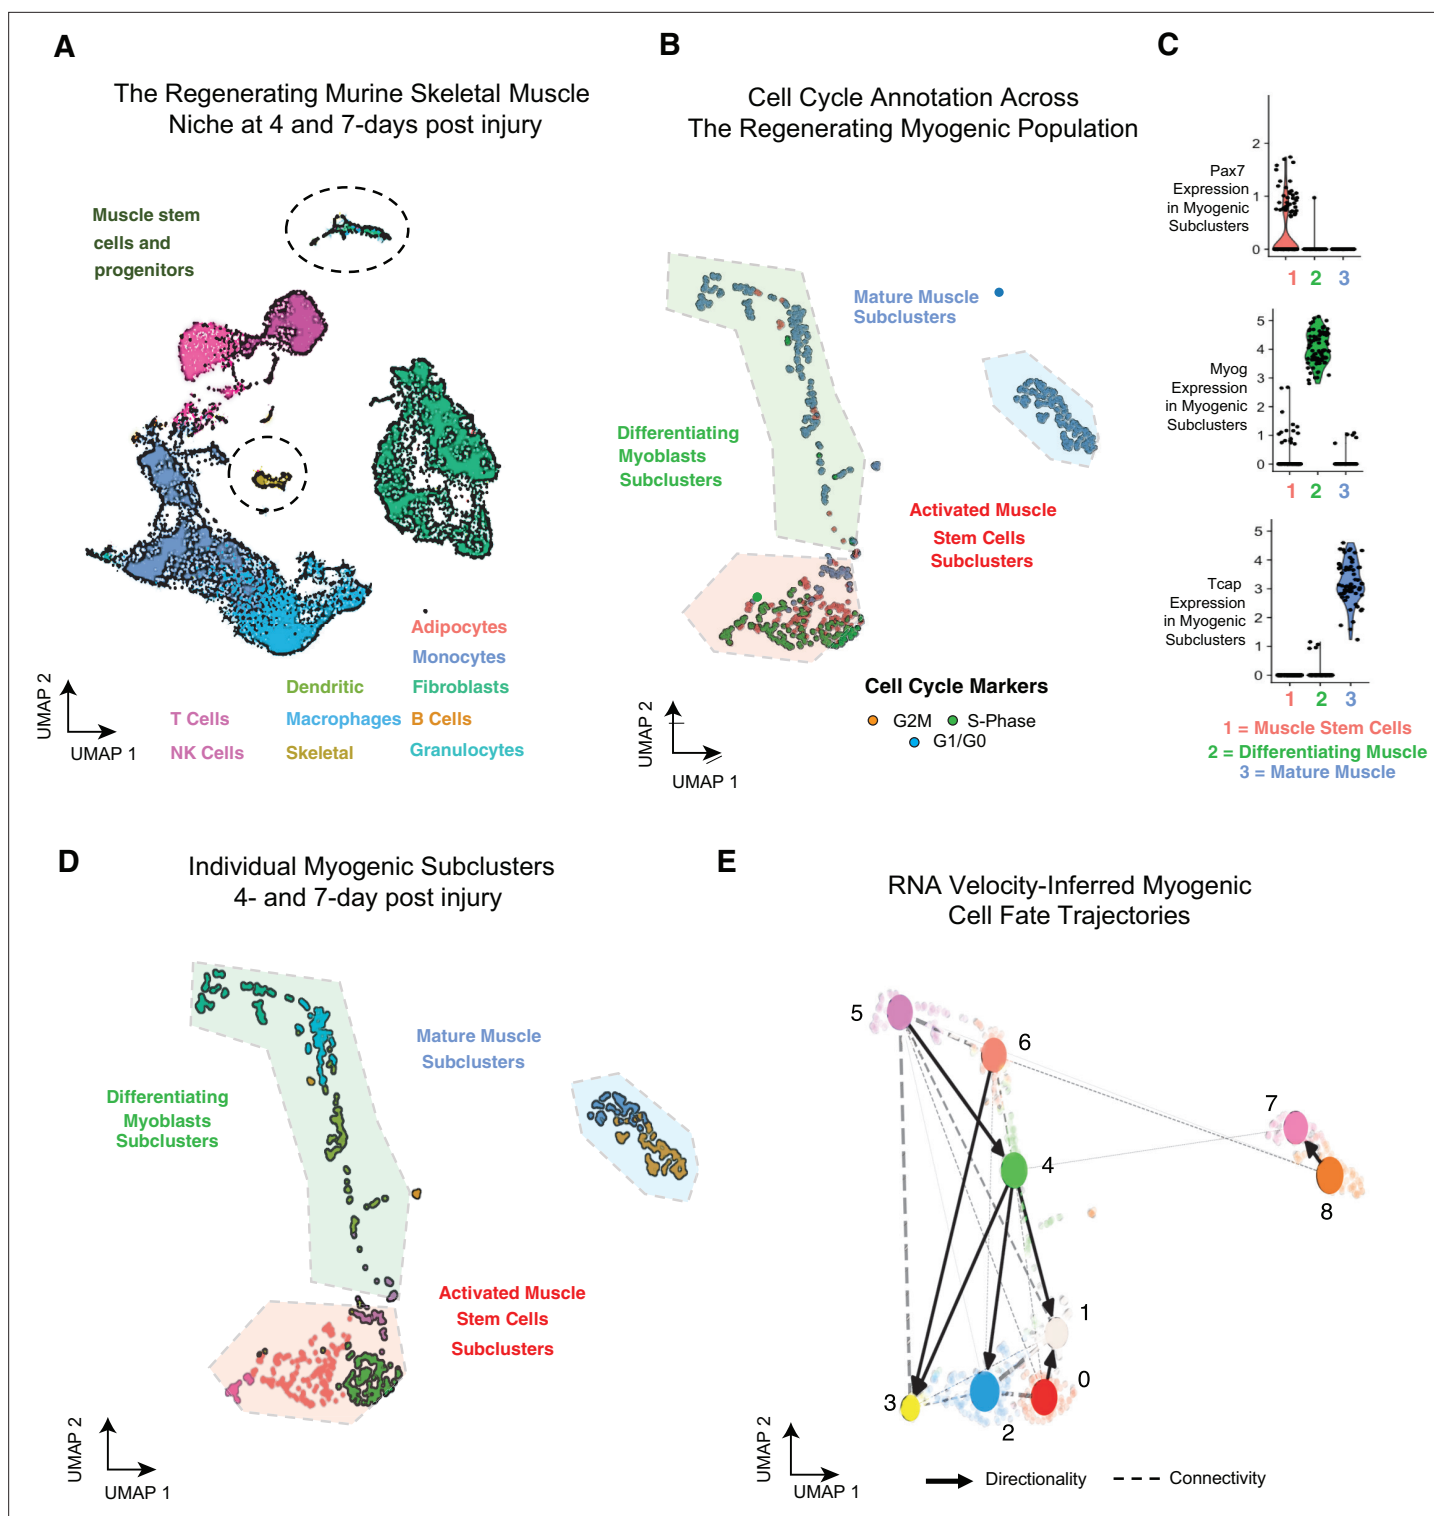 A
The Regenerating Murine Skeletal Muscle
Niche at 4 and 7-days post injury
Muscle stem
cells and
progenitors
Adipocytes
Monocytes
Dendritic
Fibroblasts
T Cells
Macrophages
B Cells
NK Cells
Skeletal
Granulocytes
UMAP 2
UMAP 1
B
Cell Cycle Annotation Across
The Regenerating Myogenic Population
Mature Muscle
Subclusters
Differentiating
Myoblasts
Subclusters
Activated Muscle
Stem Cells
Subclusters
Cell Cycle Markers
G2M
S-Phase
G1/G0
UMAP 2
UMAP 1
C
Pax7
Expression
in Myogenic
Subclusters
2
1
0
1 2 3
Myog
Expression
in Myogenic
Subclusters
5
4
3
2
1
0
1 2 3
Tcap
Expression
in Myogenic
Subclusters
5
4
3
2
1
0
1 2 3
1 = Muscle Stem Cells
2 = Differentiating Muscle
3 = Mature Muscle
D
Individual Myogenic Subclusters
4- and 7-day post injury
Mature Muscle
Subclusters
Differentiating
Myoblasts
Subclusters
Activated Muscle
Stem Cells
Subclusters
UMAP 2
UMAP 1
E
RNA Velocity-Inferred Myogenic
Cell Fate Trajectories
5
6
7
4
8
1
0
3
2
UMAP 2
UMAP 1
Directionality
Connectivity